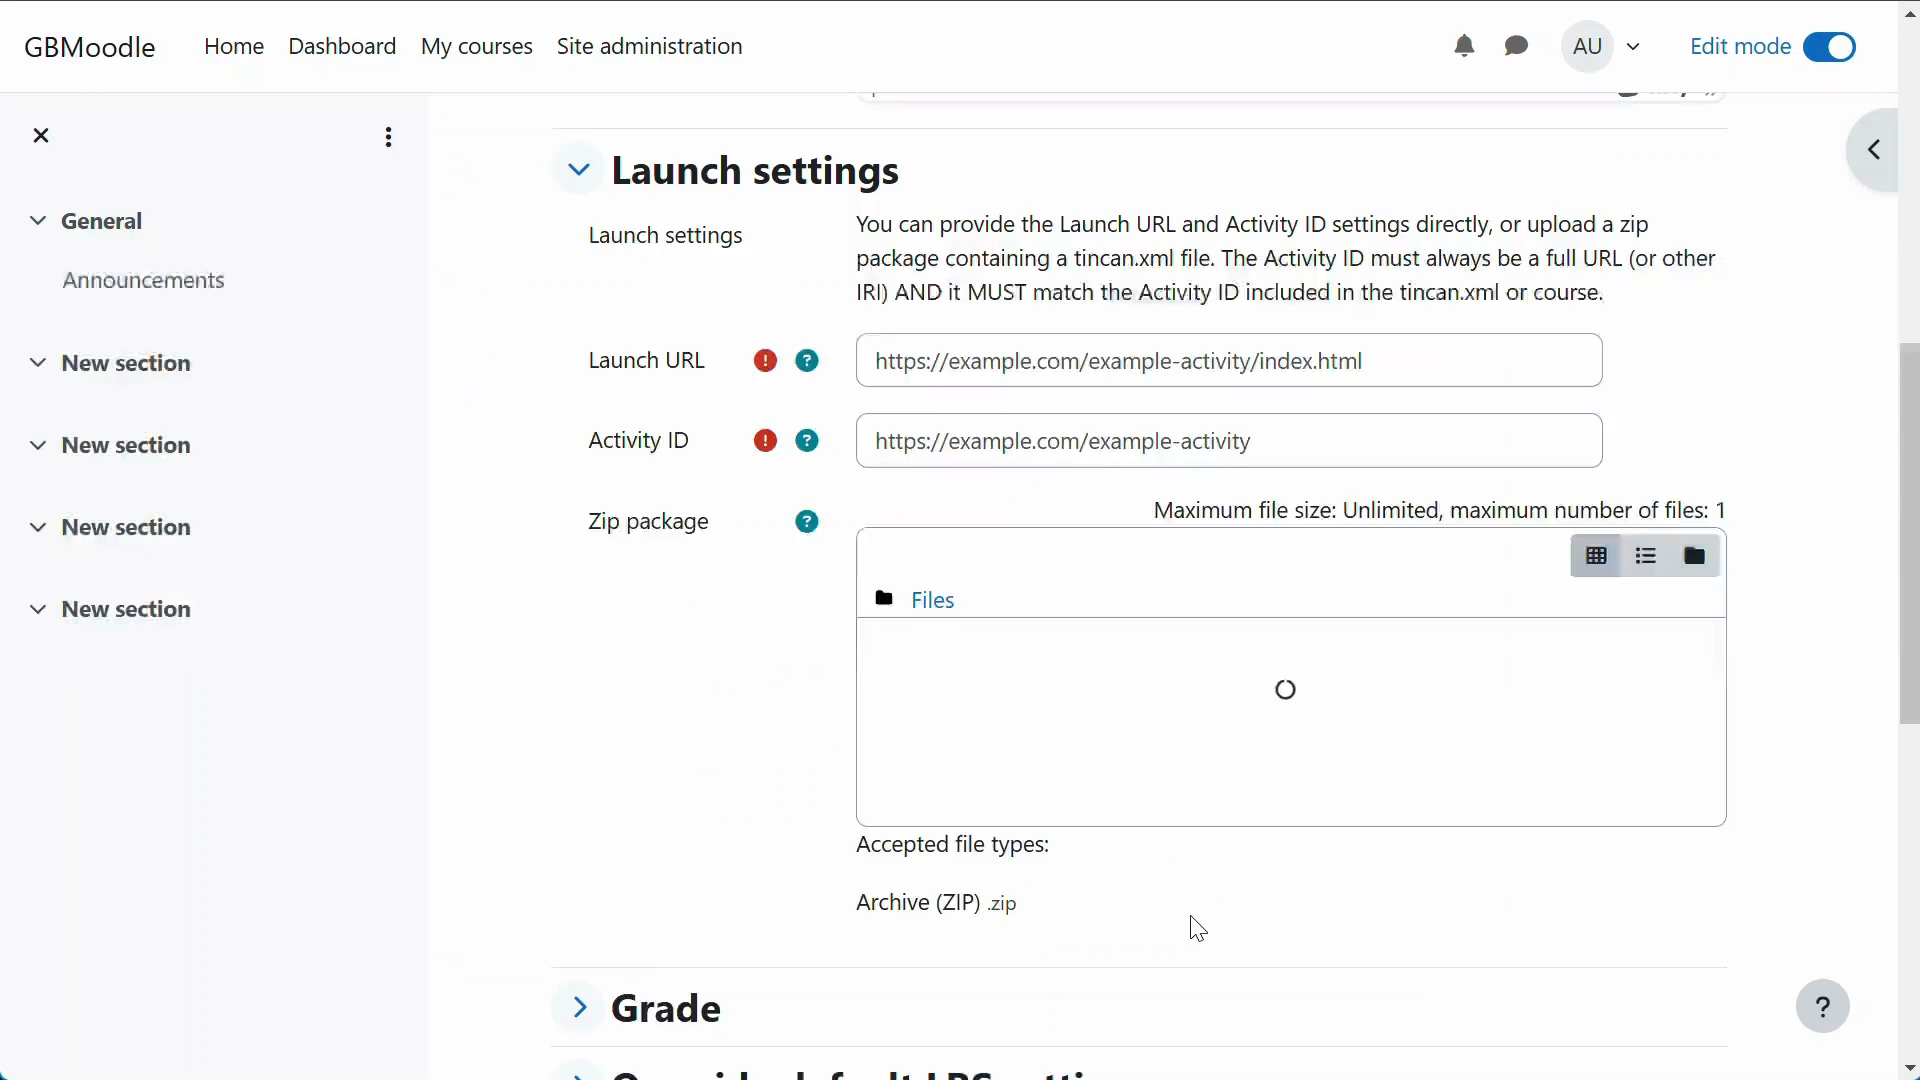 GBMoodle
Home Dashboard My courses Site administration
AU
Edit mode
General
Announcements
New section
New section
New section
New section
Launch settings
Launch settings
You can provide the Launch URL and Activity ID settings directly, or upload a zip
package containing a tincan.xml file. The Activity ID must always be a full URL (or other
IRI) AND it MUST match the Activity ID included in the tincan.xml or course.
Launch URL ! ?
https://example.com/example-activity/index.html
Activity ID ! ?
https://example.com/example-activity
Zip package ?
Maximum file size: Unlimited, maximum number of files: 1
Files
Accepted file types:
Archive (ZIP) .zip
Grade
?